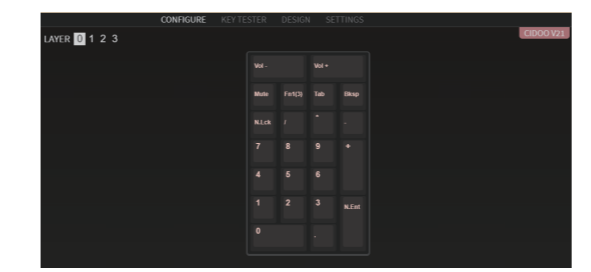 CONFIGURE KEY TESTER DESIGN SETTINGS
LAYER 0 1 2 3
CIDOO V21
Vol - Vol +
Mute Fn1(3) Tab Bksp
N.Lck / * -
7 8 9 +
4 5 6
1 2 3 N.Ent
0 .